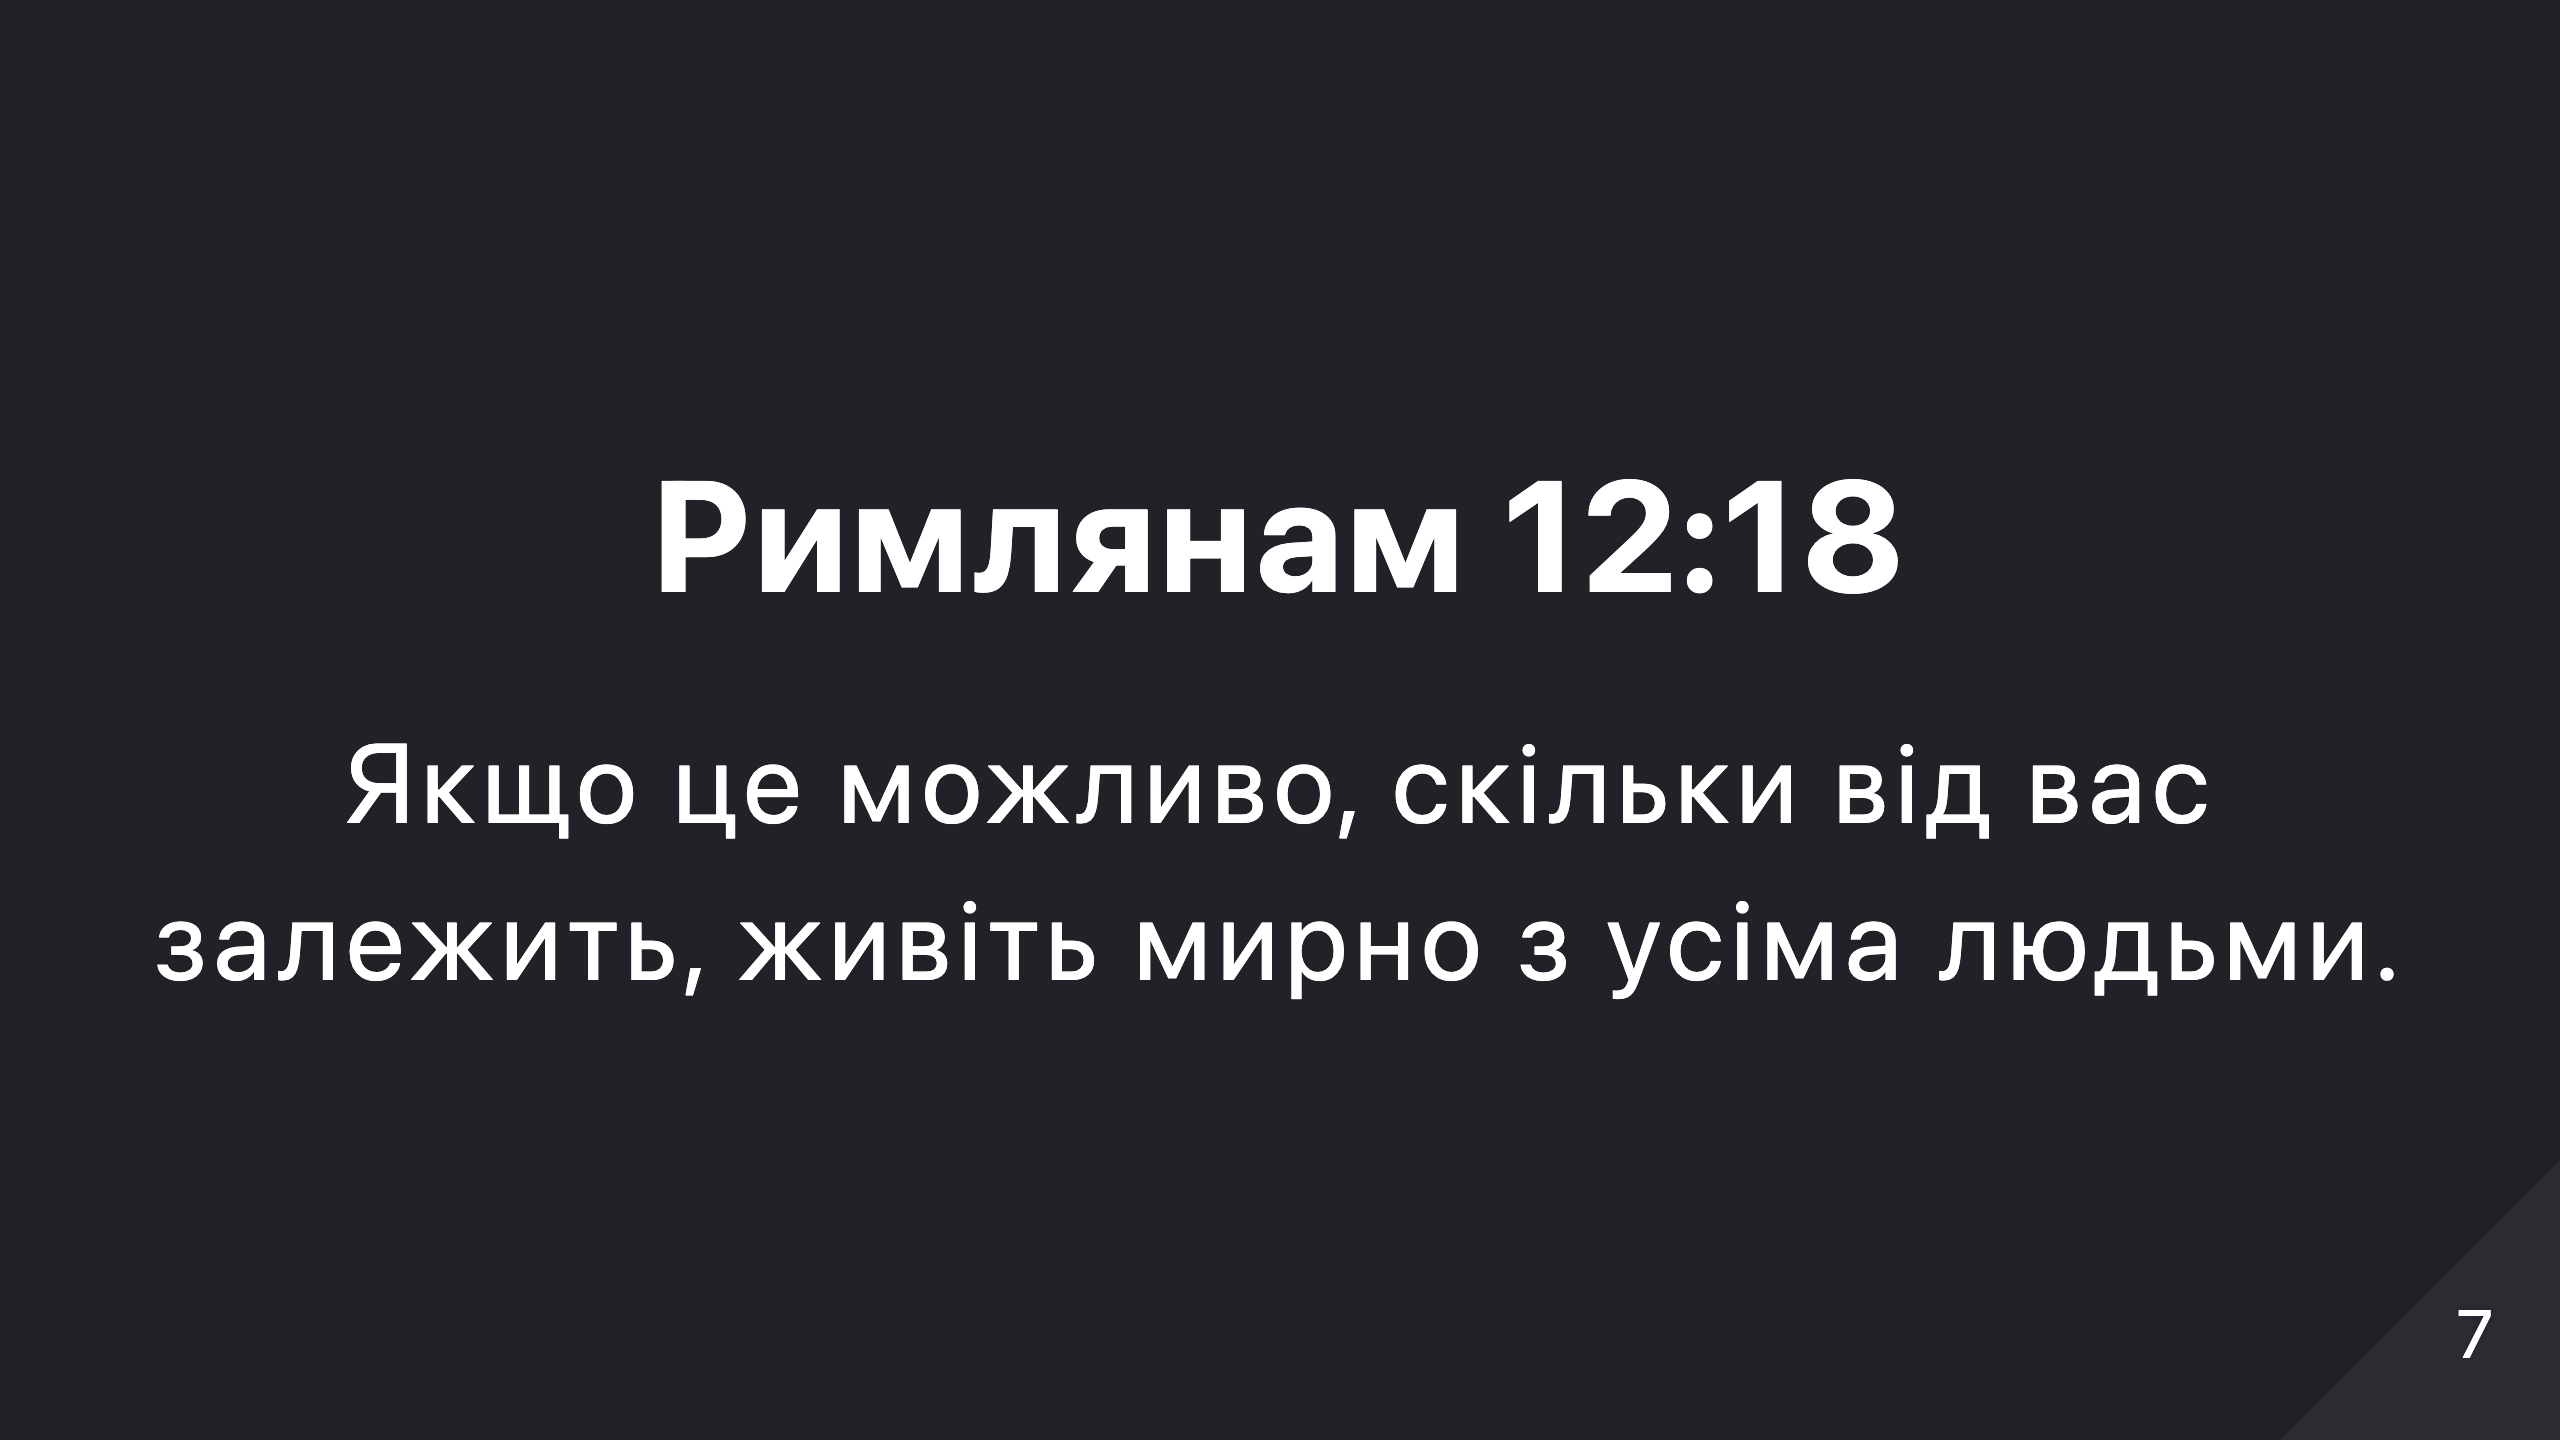 Римлянам 12:18
Якщо це можливо, скільки від вас
залежить, живіть мирно з усіма людьми.
7